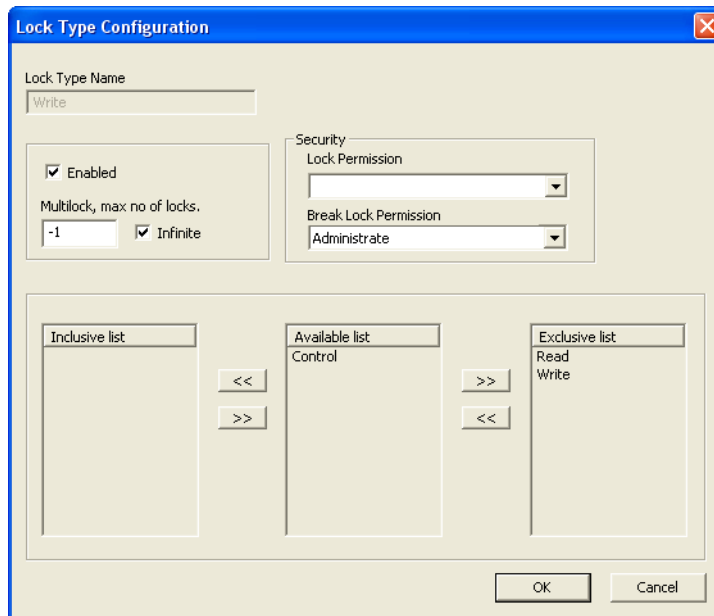 Lock Type Configuration
Lock Type Name
Write
Enabled
Multilock, max no of locks.
-1
Infinite
Security
Lock Permission
Break Lock Permission
Administrate
Inclusive list
<<
>>
Available list
Control
>>
<<
Exclusive list
Read
Write
OK
Cancel